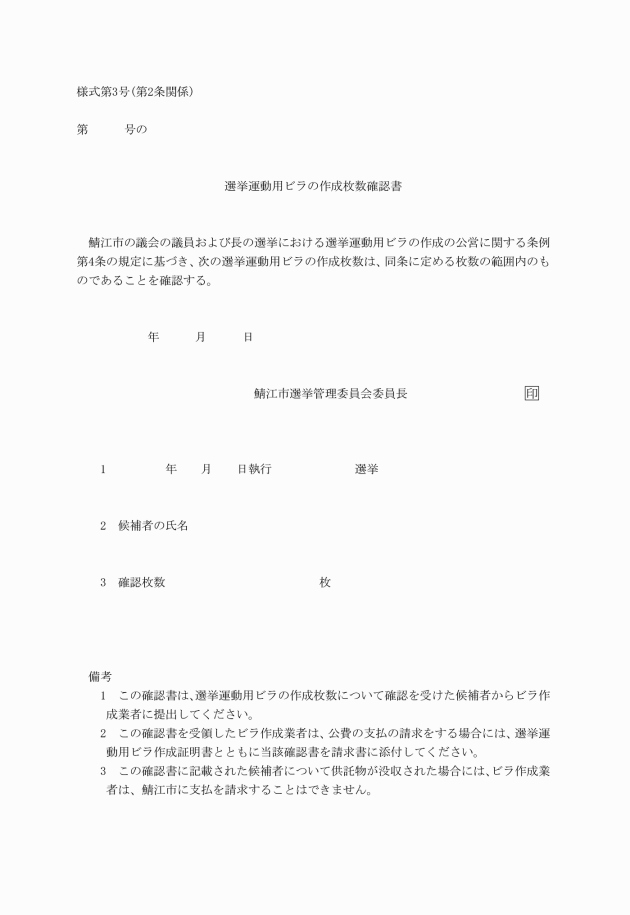 様式第3号(第2条関係)
第　　　号の
選挙運動用ビラの作成枚数確認書
鯖江市の議会の議員および長の選挙における選挙運動用ビラの作成の公営に関する条例
第4条の規定に基づき、次の選挙運動用ビラの作成枚数は、同条に定める枚数の範囲内のも
のであることを確認する。
年　　　月　　　日
鯖江市選挙管理委員会委員長　　　　　　　　　　印
1　　　　　年　　月　　日執行　　　　　　　選挙
2　候補者の氏名
3　確認枚数　　　　　　　　　　　　　枚
備考
1　この確認書は、選挙運動用ビラの作成枚数について確認を受けた候補者からビラ作
成業者に提出してください。
2　この確認書を受領したビラ作成業者は、公費の支払の請求をする場合には、選挙運
動用ビラ作成証明書とともに当該確認書を請求書に添付してください。
3　この確認書に記載された候補者について供託物が没収された場合には、ビラ作成業
者は、鯖江市に支払を請求することはできません。